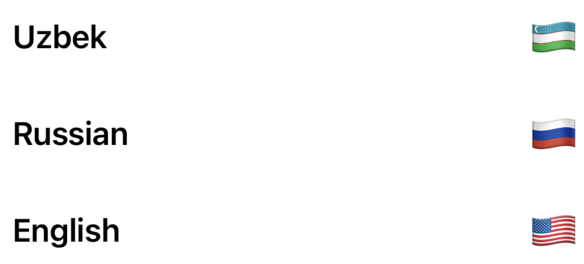 Uzbek 🇺🇿
Russian 🇷🇺
English 🇺🇸